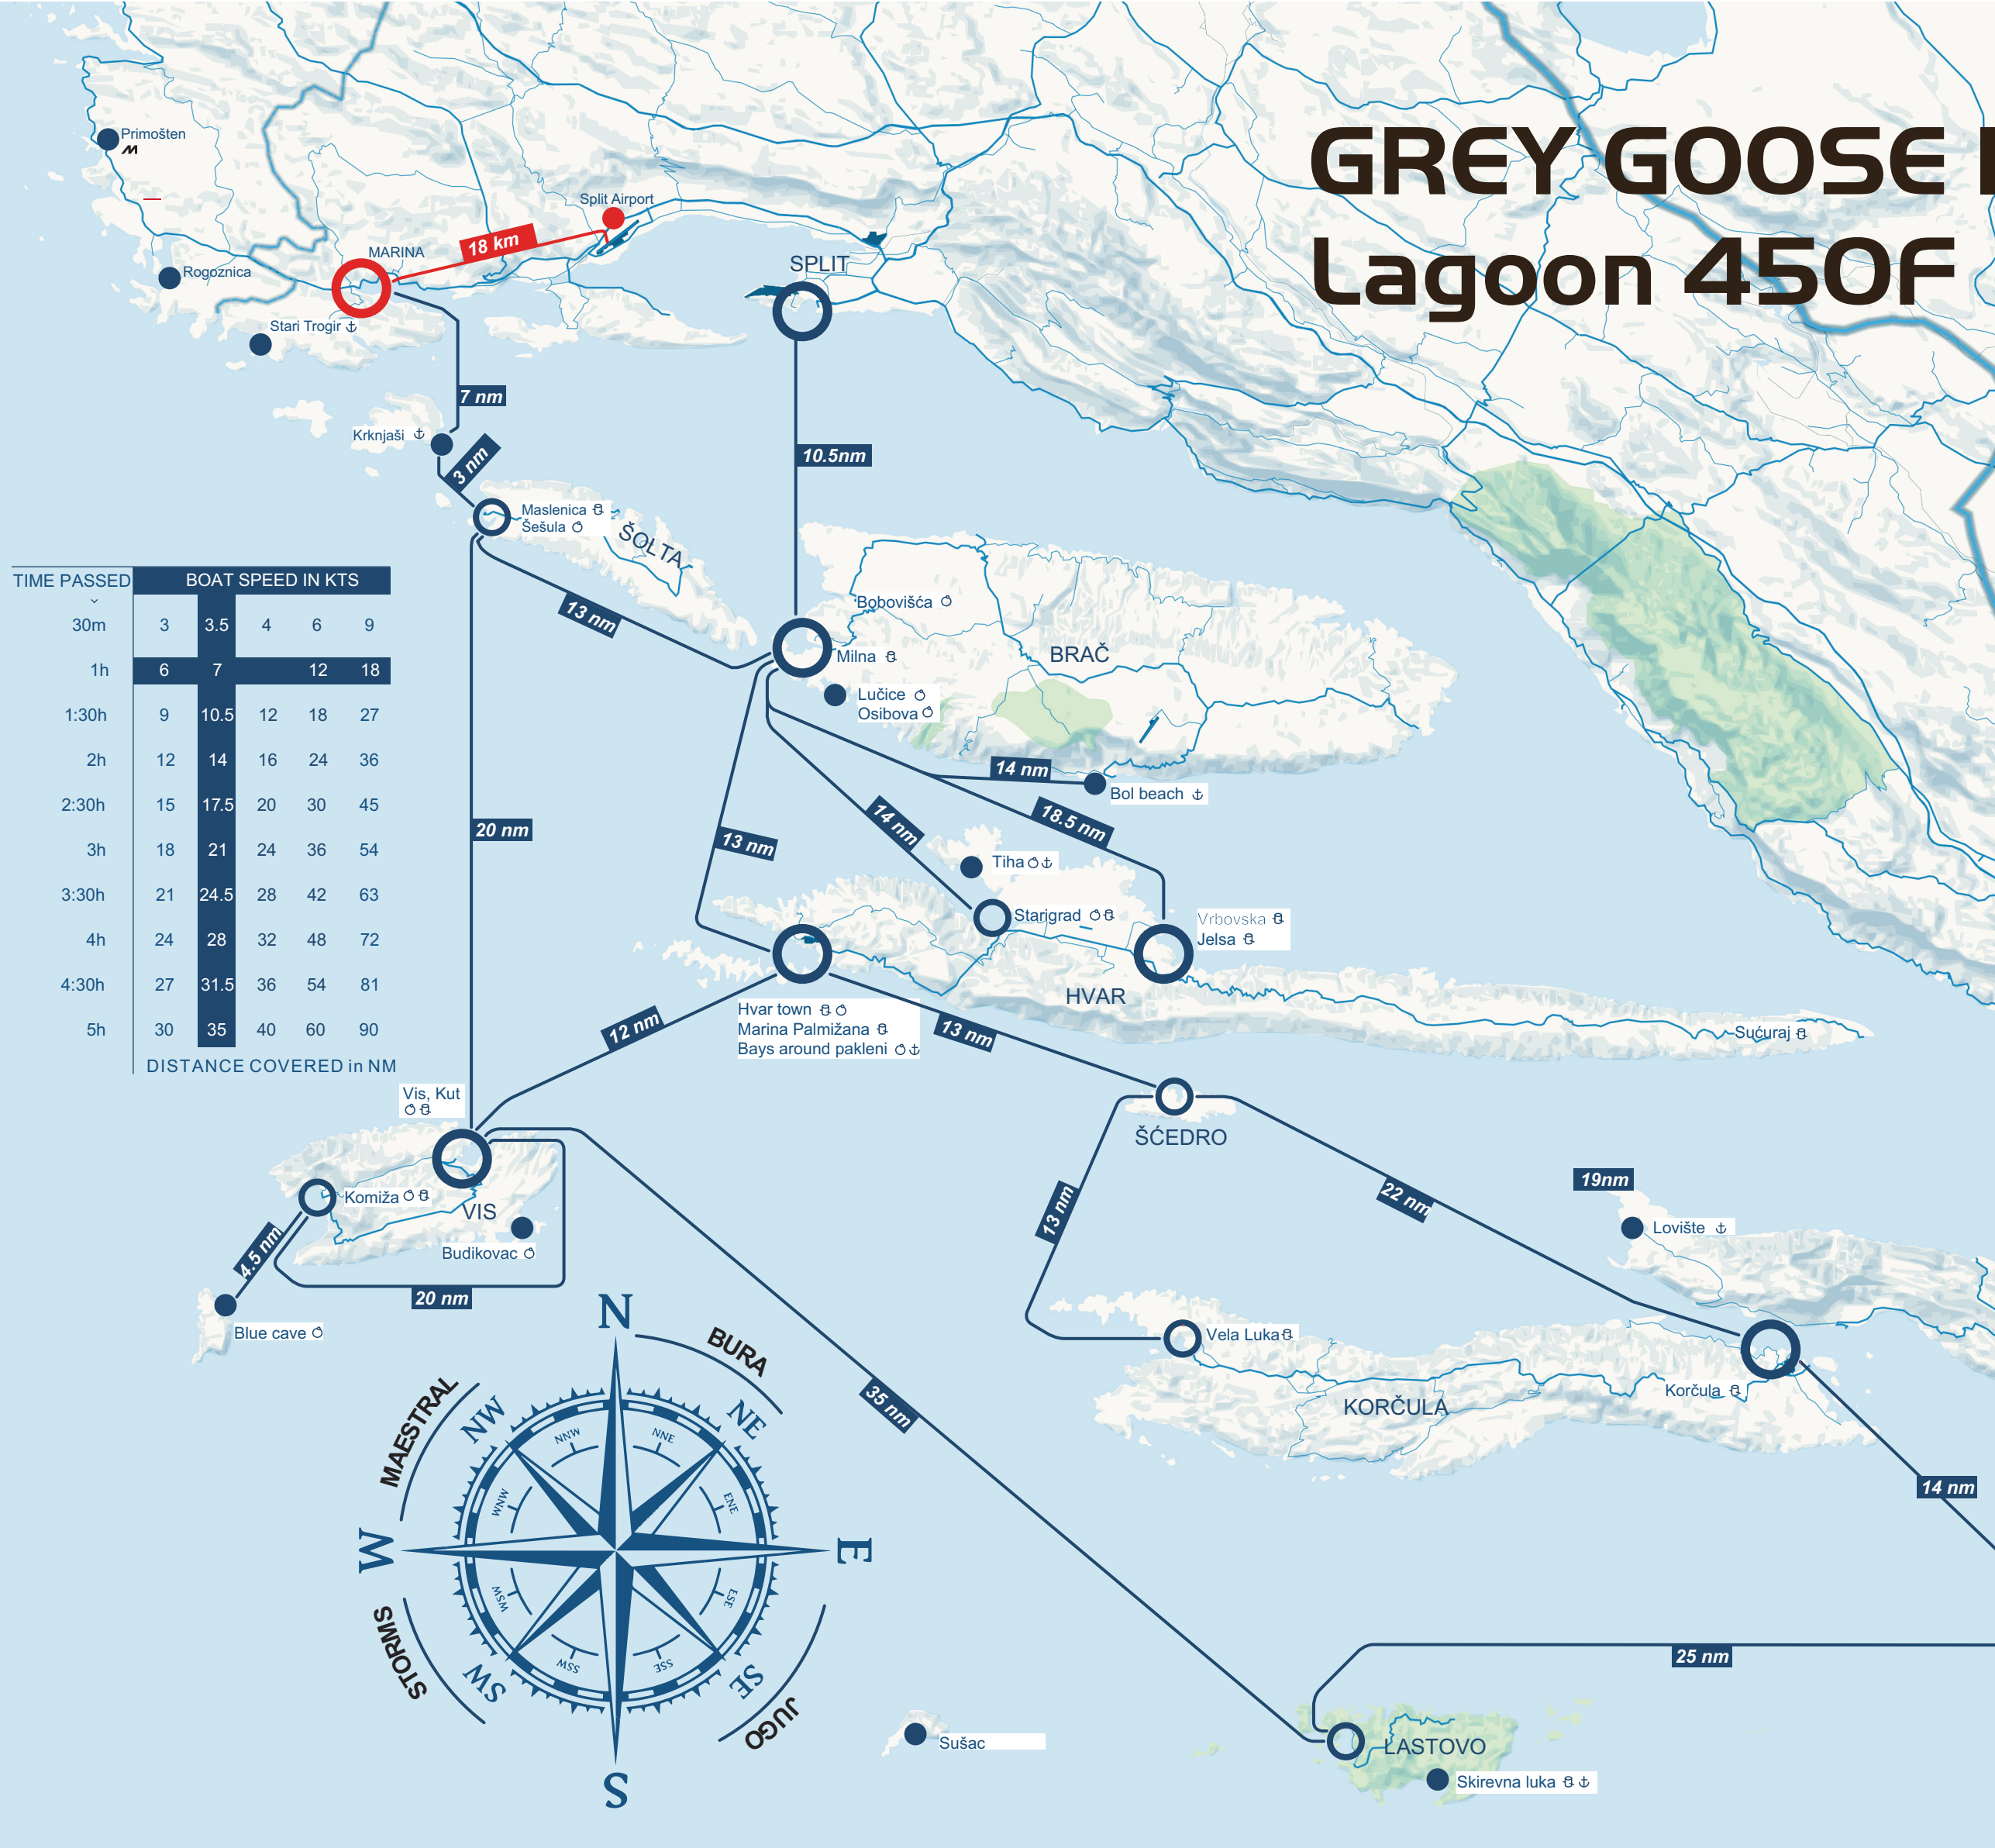 GREY GOOSE
Lagoon 450F
Primošten
Split Airport
18 km
MARINA
Rogoznica
Stari Trogir
SPLIT
7 nm
Krknjaši
3 nm
10.5nm
Maslenica
Šešula
ŠOLTA
13 nm
Bobovišća
Milna
BRAČ
Lučice
Osibova
14 nm
Bol beach
18.5 nm
14 nm
13 nm
20 nm
Tiha
Starigrad
Vrbovska
Jelsa
HVAR
Sućuraj
Hvar town
Marina Palmižana
Bays around pakleni
12 nm
13 nm
ŠĆEDRO
13 nm
22 nm
19nm
Lovište
Vela Luka
KORČULA
Korčula
14 nm
TIME PASSED BOAT SPEED IN KTS
30m 3 3.5 4 6 9
1h 6 7 12 18
1:30h 9 10.5 12 18 27
2h 12 14 16 24 36
2:30h 15 17.5 20 30 45
3h 18 21 24 36 54
3:30h 21 24.5 28 42 63
4h 24 28 32 48 72
4:30h 27 31.5 36 54 81
5h 30 35 40 60 90
DISTANCE COVERED in NM
Vis, Kut
Komiža
VIS
Budikovac
4.5 nm
20 nm
Blue cave
35 nm
25 nm
Sušac
LASTOVO
Skirevna luka
N
BURA
NE
NNE
ENE
E
ESE
SE
SSE
JUGO
S
SSW
SW
WSW
STORMS
W
WNW
NW
NNW
MAESTRAL